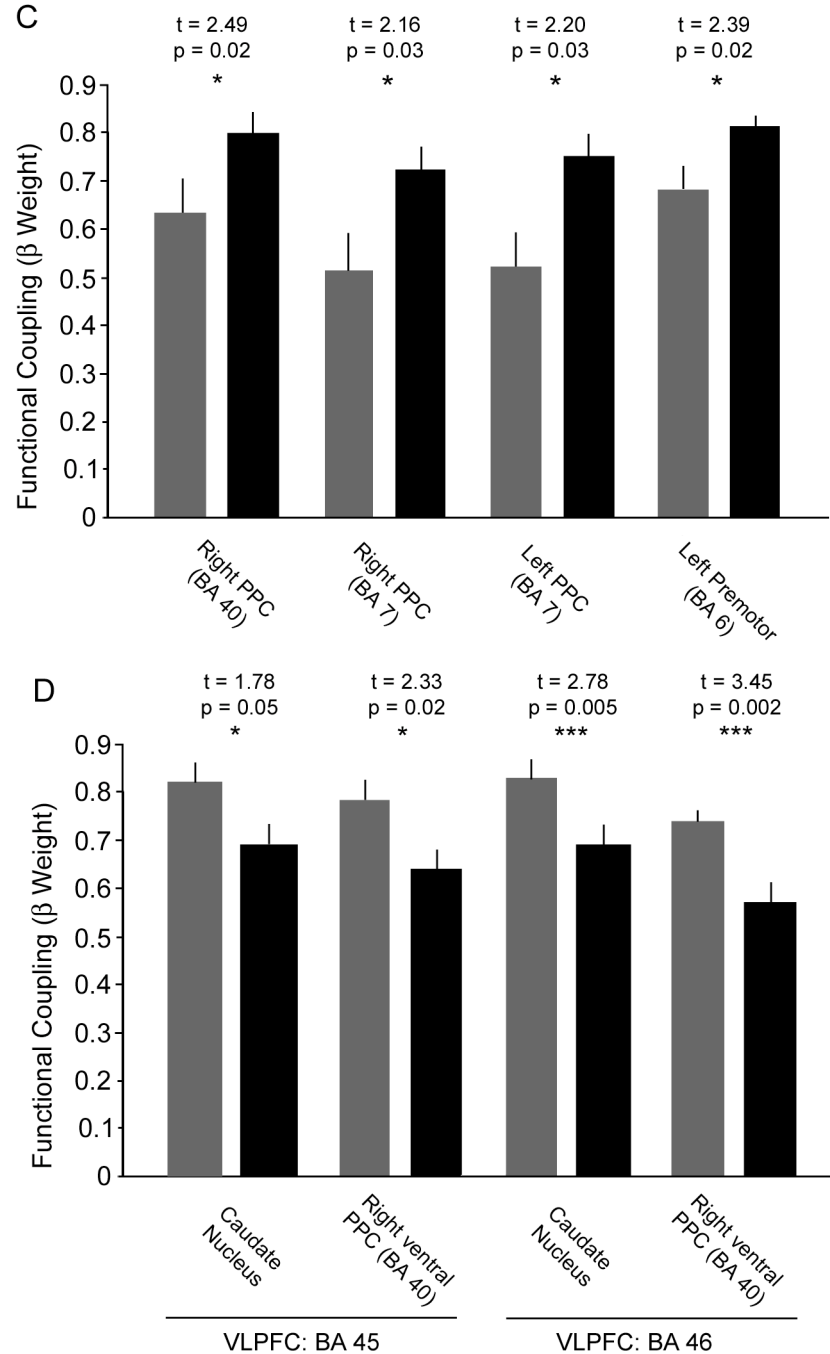 C
t = 2.49 t = 2.16 t = 2.20 t = 2.39
p = 0.02 p = 0.03 p = 0.03 p = 0.02
* * * *
Functional Coupling (β Weight)
0.9
0.8
0.7
0.6
0.5
0.4
0.3
0.2
0.1
0
Right PPC
(BA 40)
Right PPC
(BA 7)
Left PPC
(BA 7)
Left Premotor
(BA 6)
D
t = 1.78 t = 2.33 t = 2.78 t = 3.45
p = 0.05 p = 0.02 p = 0.005 p = 0.002
* * *** ***
Functional Coupling (β Weight)
0.9
0.8
0.7
0.6
0.5
0.4
0.3
0.2
0.1
0
Caudate
Nucleus
Right ventral
PPC (BA 40)
Caudate
Nucleus
Right ventral
PPC (BA 40)
VLPFC: BA 45 VLPFC: BA 46